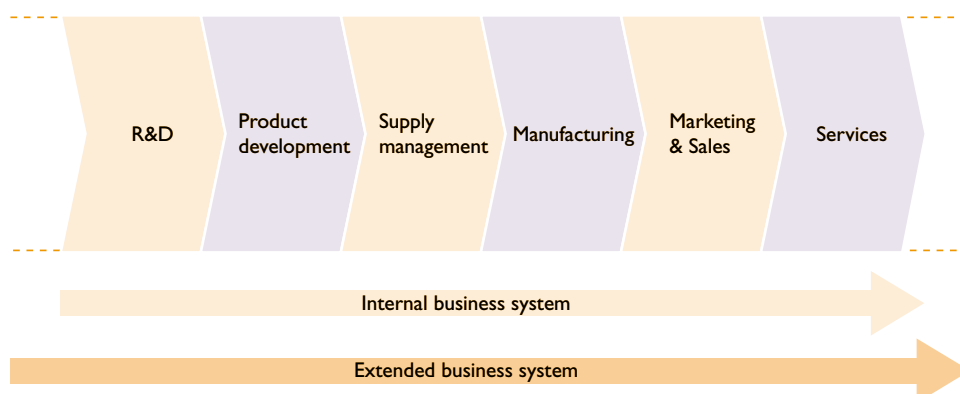 R&D
Product
development
Supply
management
Manufacturing
Marketing
& Sales
Services
Internal business system
Extended business system